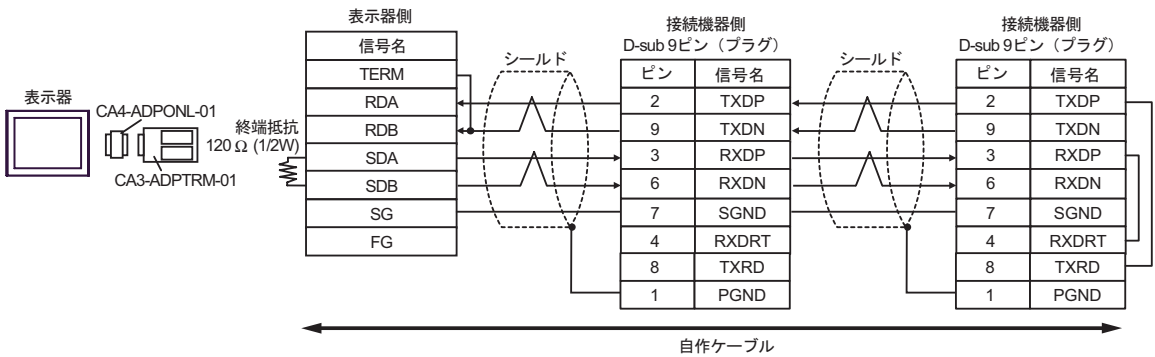 表示器
CA4-ADPONL-01
CA3-ADPTRM-01
終端抵抗
120 Ω (1/2W)
表示器側
信号名
TERM
RDA
RDB
SDA
SDB
SG
FG
シールド
接続機器側
D-sub 9ピン（プラグ）
ピン 信号名
2 TXDP
9 TXDN
3 RXDP
6 RXDN
7 SGND
4 RXDRT
8 TXRD
1 PGND
シールド
接続機器側
D-sub 9ピン（プラグ）
ピン 信号名
2 TXDP
9 TXDN
3 RXDP
6 RXDN
7 SGND
4 RXDRT
8 TXRD
1 PGND
自作ケーブル